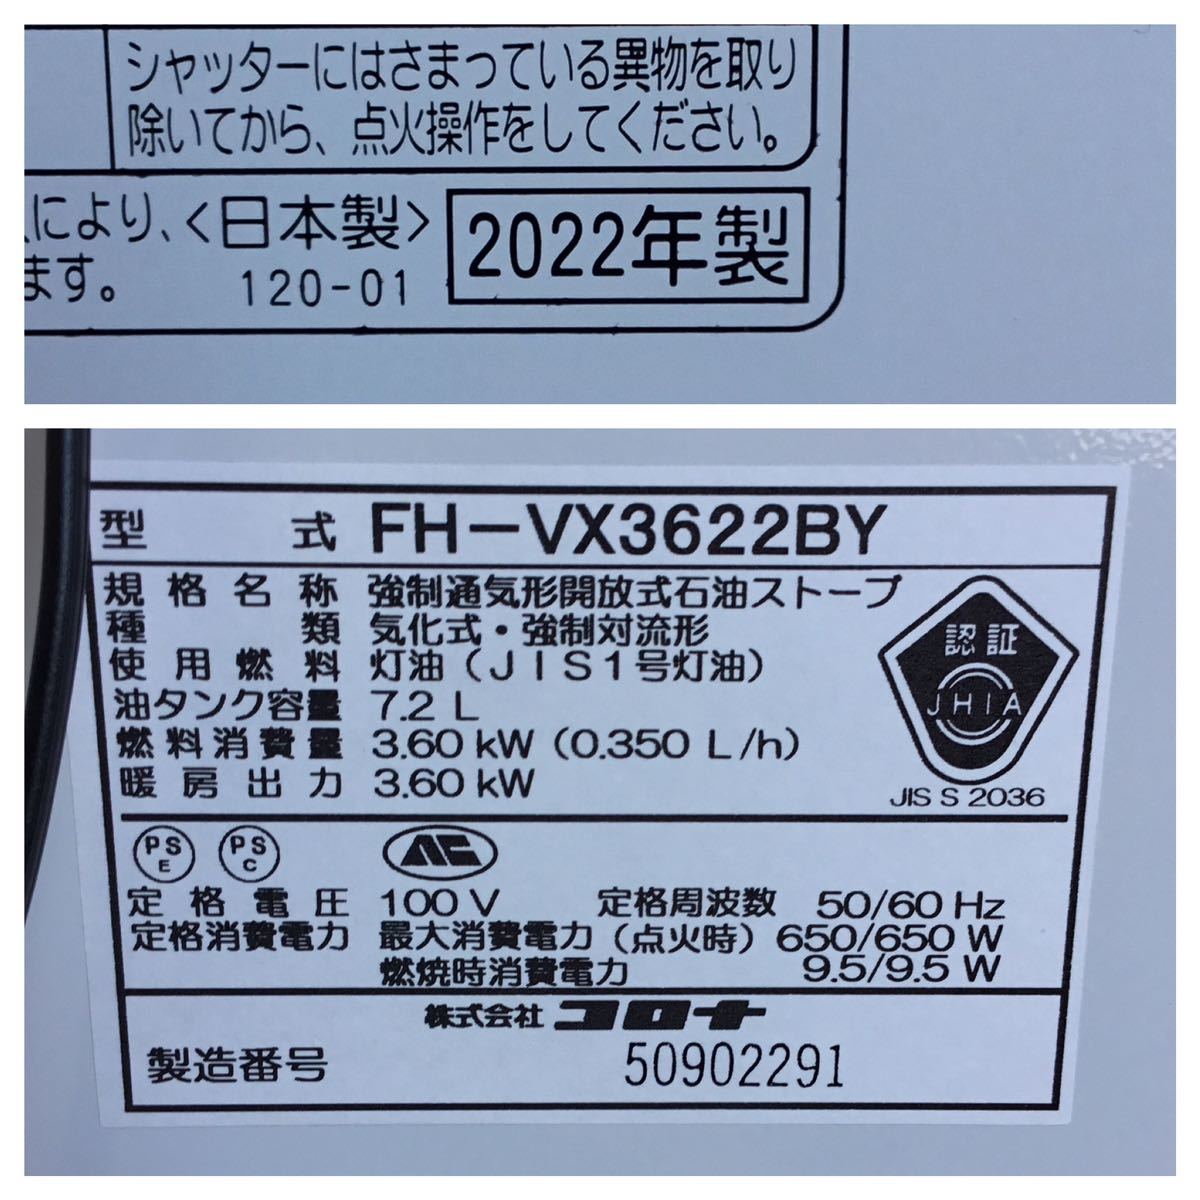 シャッターにはさまっている異物を取り
除いてから、点火操作をしてください。
により、<日本製> 2022年製
ます。 120-01
型式 FH-VX3622BY
規格名称 強制通気形開放式石油ストーブ
種類 気化式・強制対流形
使用燃料 灯油(JIS1号灯油)
油タンク容量 7.2 L
燃料消費量 3.60 kW (0.350 L/h)
暖房出力 3.60 kW
認証
JHIA
JIS S 2036
PS E PS C
定格電圧 100 V 定格周波数 50/60 Hz
定格消費電力 最大消費電力(点火時) 650/650 W
燃焼時消費電力 9.5/9.5 W
株式会社 コロナ
製造番号 50902291